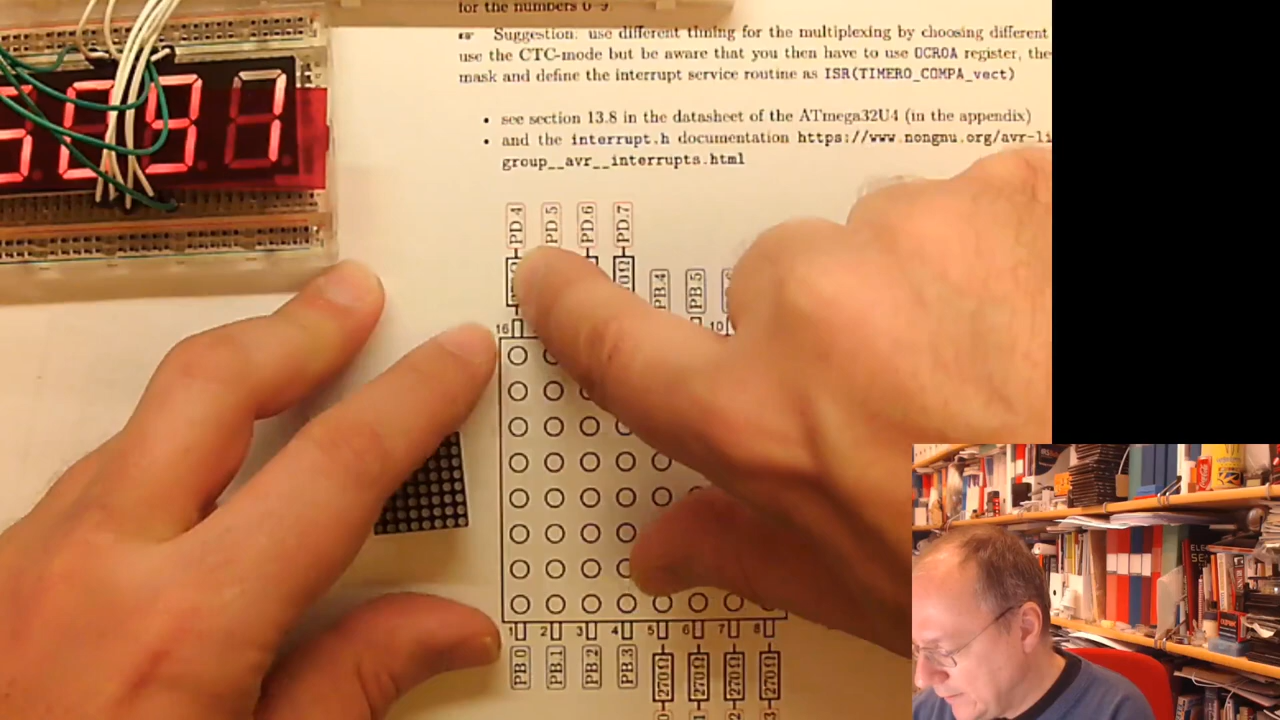 for the numbers 0–9.
☞ Suggestion: use different timing for the multiplexing by choosing different
use the CTC-mode but be aware that you then have to use OCR0A register, the
mask and define the interrupt service routine as ISR(TIMER0_COMPA_vect)
• see section 13.8 in the datasheet of the ATmega32U4 (in the appendix)
• and the interrupt.h documentation https://www.nongnu.org/avr-li
group__avr__interrupts.html
PD.4 PD.5 PD.6 PD.7
PB.4 PB.5
16 10
1 2 3 4 5 6 7 8
PB.0 PB.1 PB.2 PB.3 270Ω 270Ω 270Ω 270Ω